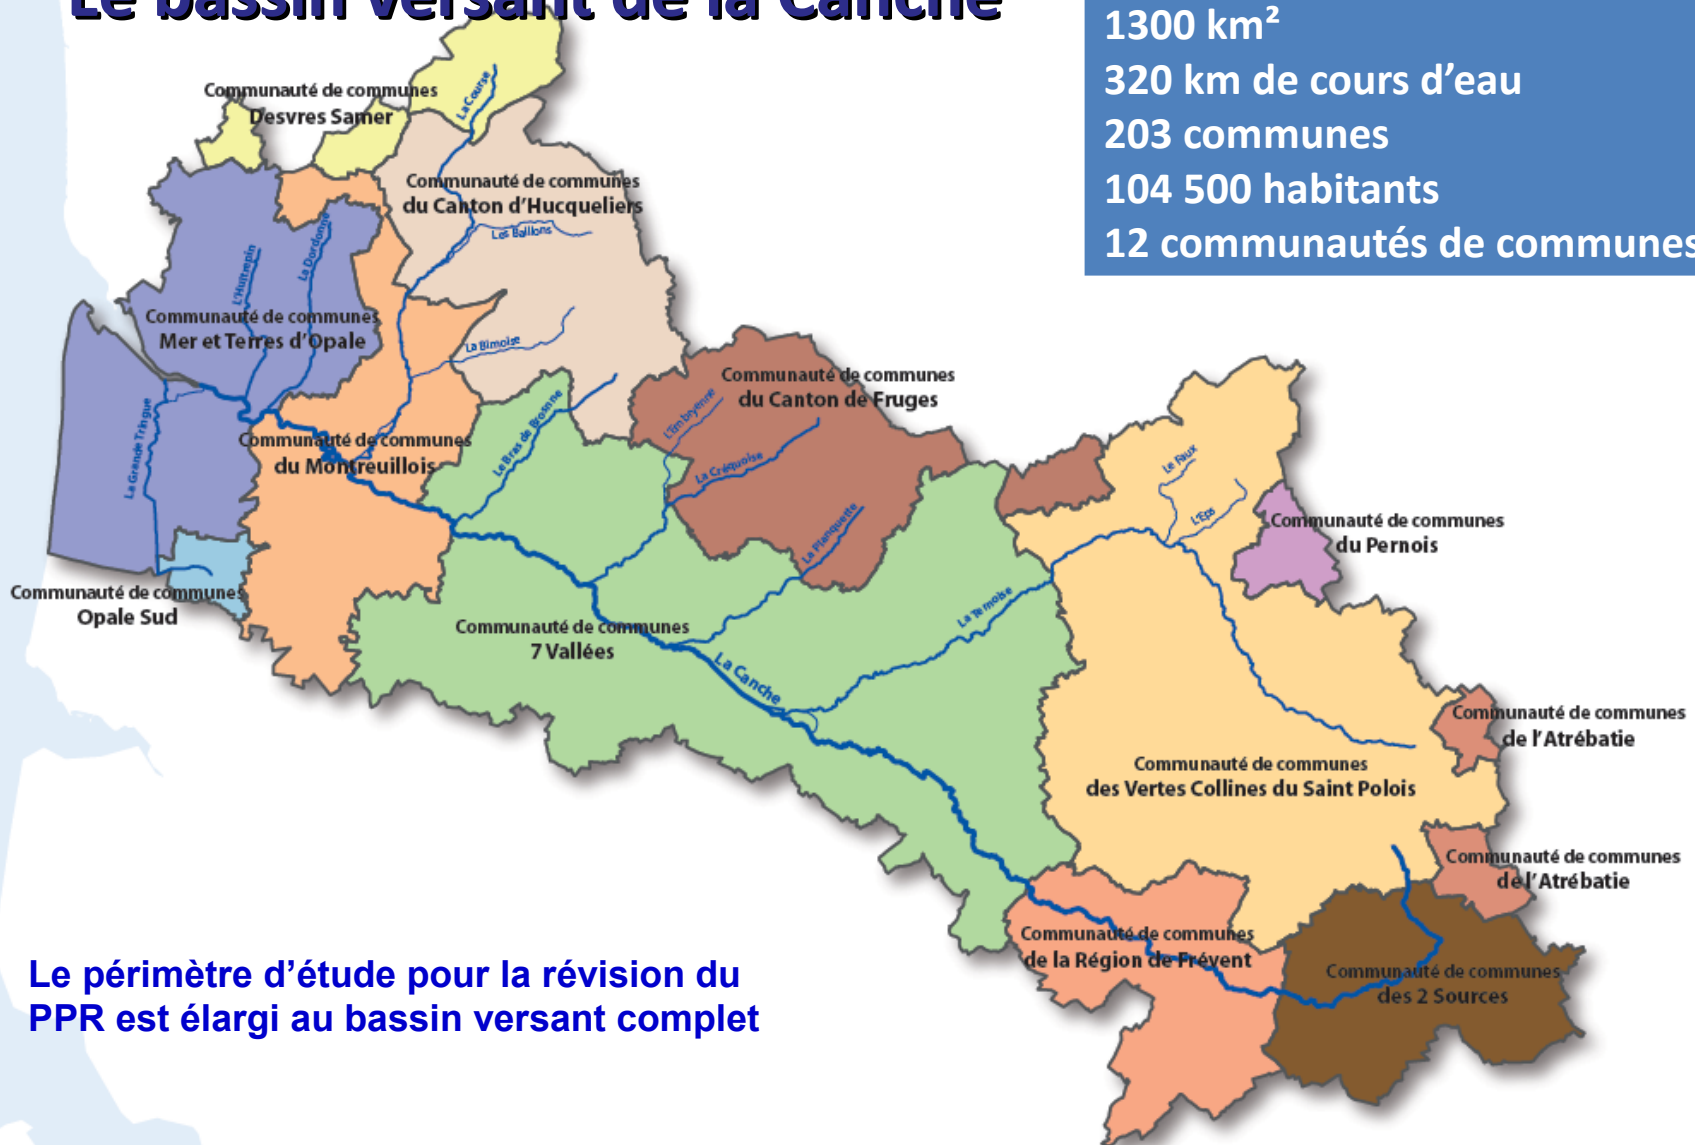 Le bassin versant de la Canche
1300 km²
320 km de cours d'eau
203 communes
104 500 habitants
12 communautés de communes
Communauté de communes
Desvres Samer
La Course
Communauté de communes
du Canton d'Hucqueliers
Les Baillons
L'Huitrepin
La Dordonne
Communauté de communes
Mer et Terres d'Opale
La Bimoise
La Grande Tringue
Communauté de communes
du Montreuillois
Le Bras de Brosnne
Communauté de communes
du Canton de Fruges
L'Embryenne
La Créquoise
La Planquette
Le Faux
L'Eps
Communauté de communes
du Pernois
Communauté de communes
Opale Sud
Communauté de communes
7 Vallées
La Ternoise
La Canche
Communauté de communes
de l'Atrébatie
Communauté de communes
des Vertes Collines du Saint Polois
Communauté de communes
de l'Atrébatie
Communauté de communes
de la Région de Frévent
Communauté de communes
des 2 Sources
Le périmètre d'étude pour la révision du
PPR est élargi au bassin versant complet